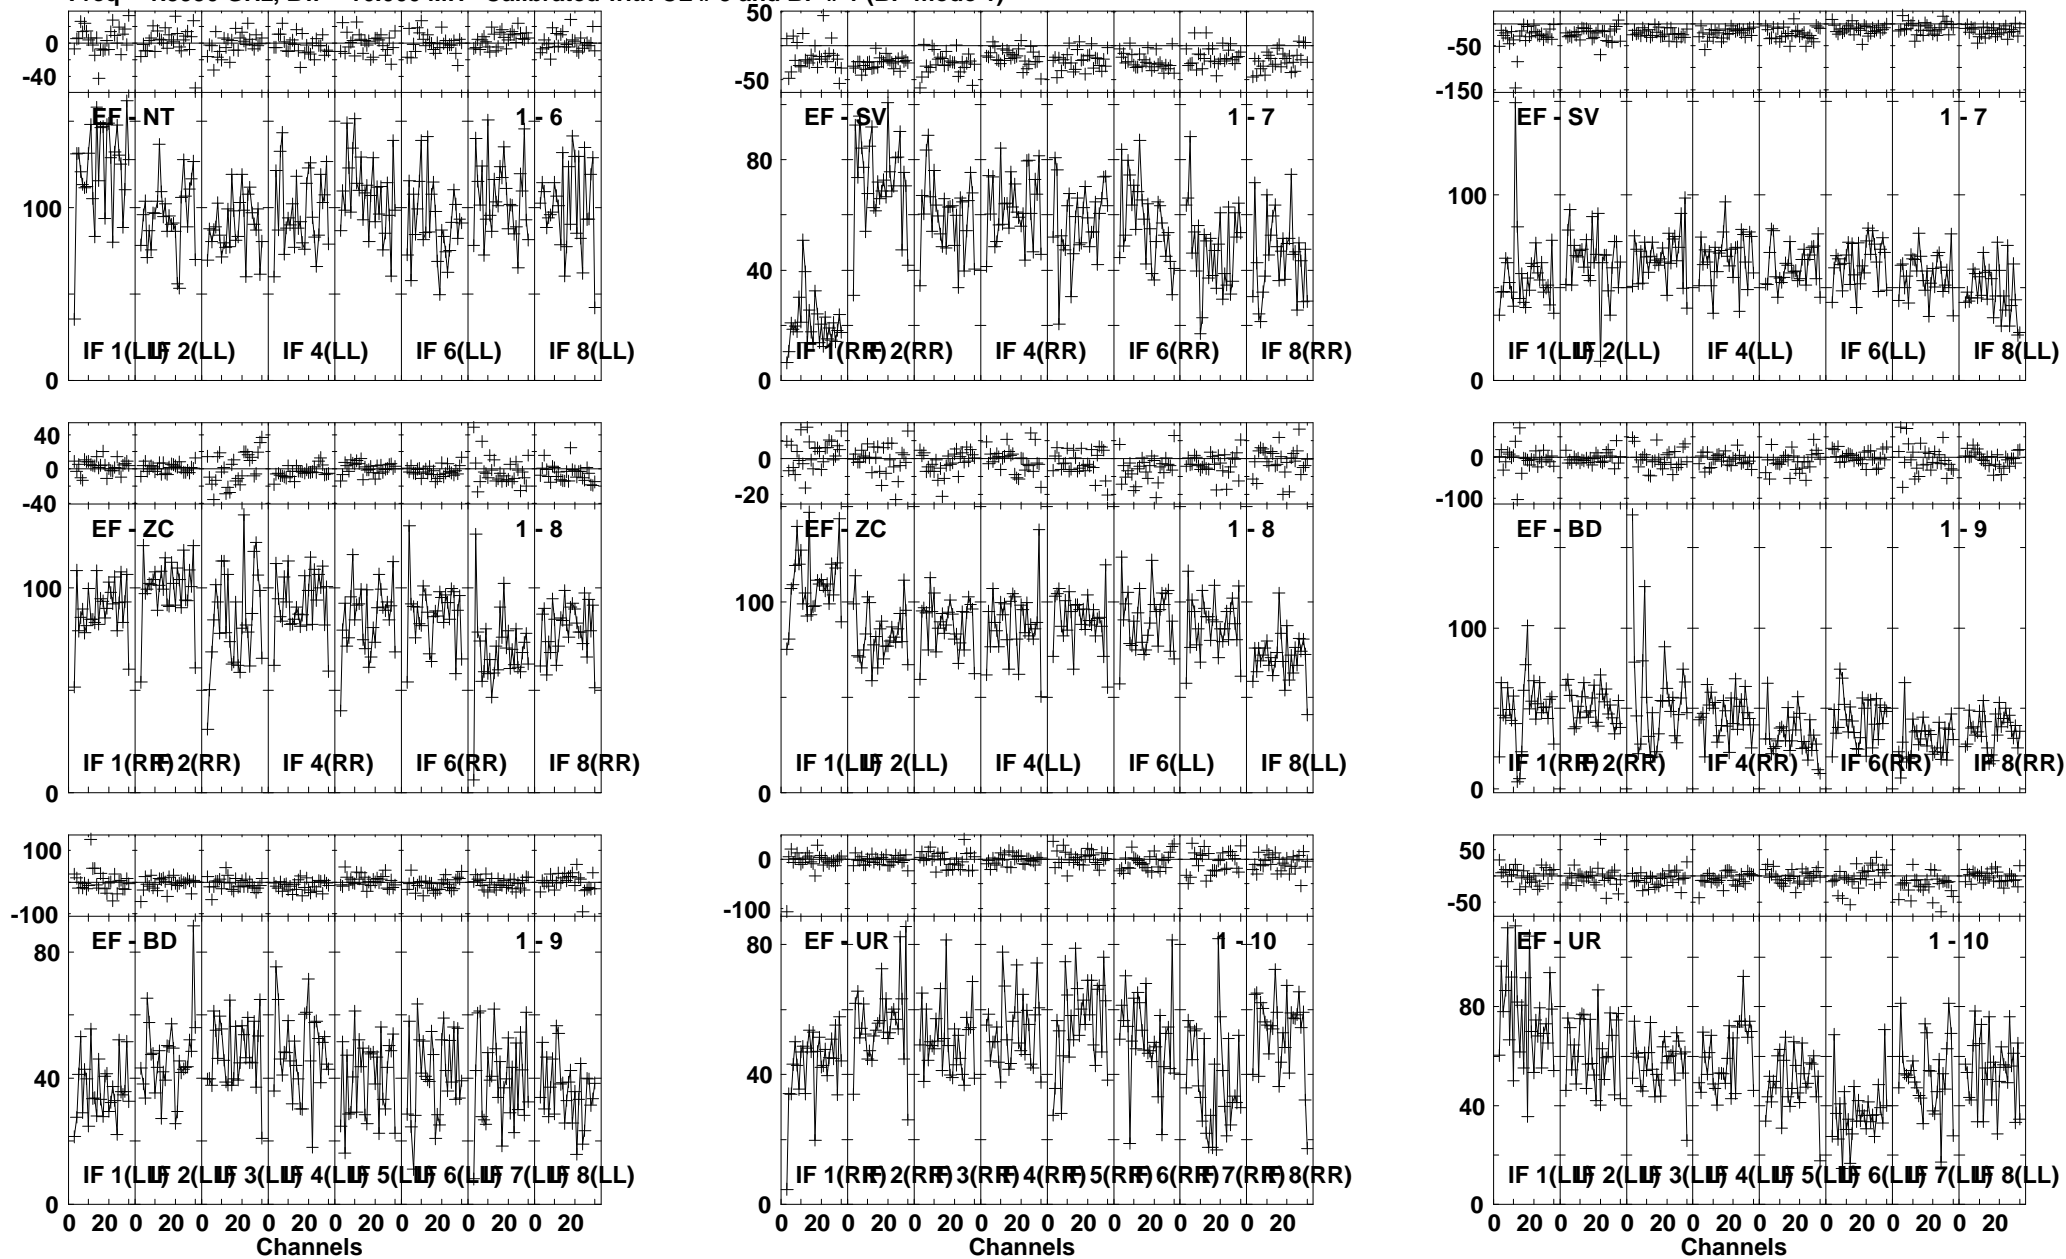 50
0
-40
0
-50
-50
-150
EF - NT 1 - 6
EF - SV 1 - 7
EF - SV 1 - 7
100
0
80
40
0
100
0
IF 1(LL) IF 2(LL) IF 4(LL) IF 6(LL) IF 8(LL)
IF 1(RR) IF 2(RR) IF 4(RR) IF 6(RR) IF 8(RR)
IF 1(LL) IF 2(LL) IF 4(LL) IF 6(LL) IF 8(LL)
40
0
-40
0
-20
0
-100
EF - ZC 1 - 8
EF - ZC 1 - 8
EF - BD 1 - 9
100
0
100
0
100
0
IF 1(RR) IF 2(RR) IF 4(RR) IF 6(RR) IF 8(RR)
IF 1(LL) IF 2(LL) IF 4(LL) IF 6(LL) IF 8(LL)
IF 1(RR) IF 2(RR) IF 4(RR) IF 6(RR) IF 8(RR)
100
0
-100
0
-100
50
0
-50
EF - BD 1 - 9
EF - UR 1 - 10
EF - UR 1 - 10
80
40
0
80
40
0
80
40
0
IF 1(LL) IF 2(LL) IF 3(LL) IF 4(LL) IF 5(LL) IF 6(LL) IF 7(LL) IF 8(LL)
IF 1(RR) IF 2(RR) IF 3(RR) IF 4(RR) IF 5(RR) IF 6(RR) IF 7(RR) IF 8(RR)
IF 1(LL) IF 2(LL) IF 3(LL) IF 4(LL) IF 5(LL) IF 6(LL) IF 7(LL) IF 8(LL)
0 20 0 20 0 20 0 20 0 20 0 20 0 20 0 20
0 20 0 20 0 20 0 20 0 20 0 20 0 20 0 20
0 20 0 20 0 20 0 20 0 20 0 20 0 20 0 20
Channels
Channels
Channels